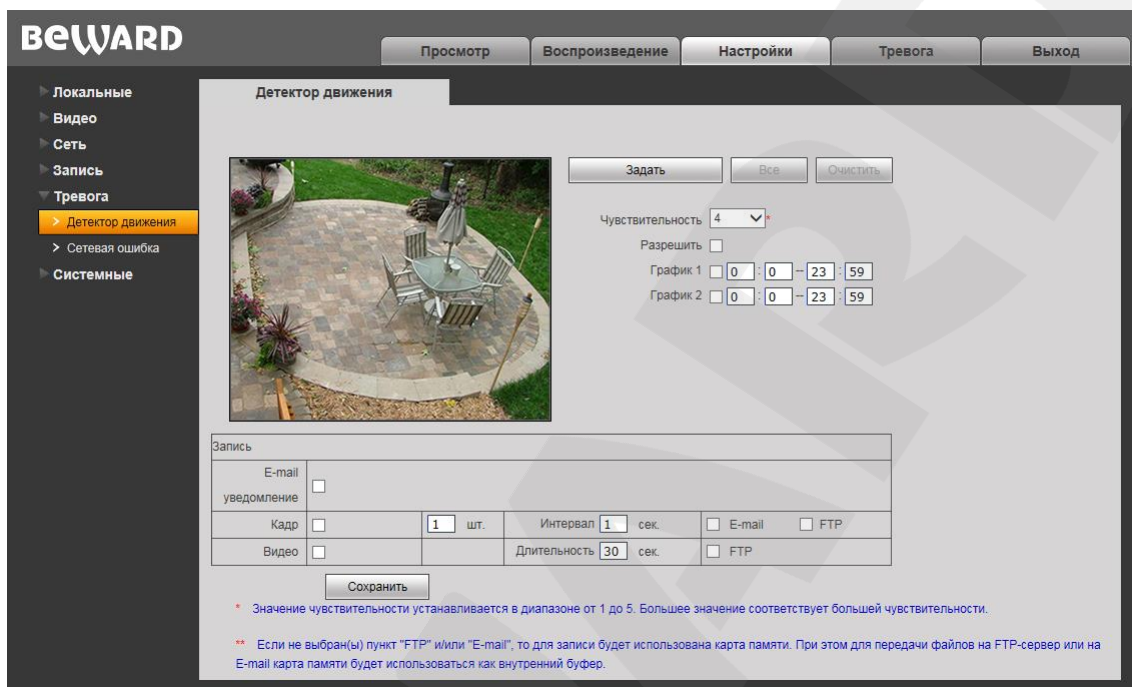 BEWARD
Просмотр Воспроизведение Настройки Тревога Выход
Локальные
Видео
Сеть
Запись
Тревога
> Детектор движения
> Сетевая ошибка
Системные
Детектор движения
Задать Все Очистить
Чувствительность 4 *
Разрешить
График 1 0 : 0 – 23 : 59
График 2 0 : 0 – 23 : 59
Запись
E-mail
уведомление
Кадр 1 шт. Интервал 1 сек. E-mail FTP
Видео Длительность 30 сек. FTP
Сохранить
* Значение чувствительности устанавливается в диапазоне от 1 до 5. Большее значение соответствует большей чувствительности.
** Если не выбран(ы) пункт "FTP" и/или "E-mail", то для записи будет использована карта памяти. При этом для передачи файлов на FTP-сервер или на
E-mail карта памяти будет использоваться как внутренний буфер.